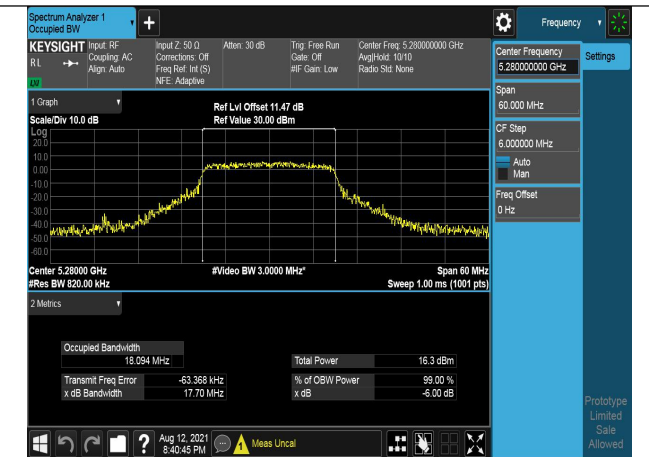 Spectrum Analyzer 1
Occupied BW
Frequency
KEYSIGHT
RL
Input: RF
Coupling: AC
Align: Auto
Input Z: 50 Ω
Corrections: Off
Freq Ref: Int (S)
NFE: Adaptive
Atten: 30 dB
Trig: Free Run
Gate: Off
#IF Gain: Low
Center Freq: 5.280000000 GHz
Avg|Hold: 10/10
Radio Std: None
LXI
Center Frequency
5.280000000 GHz
Settings
Span
60.000 MHz
CF Step
6.000000 MHz
Auto
Man
Freq Offset
0 Hz
1 Graph
Scale/Div 10.0 dB
Ref Lvl Offset 11.47 dB
Ref Value 30.00 dBm
Log
20.0
10.0
0.00
-10.0
-20.0
-30.0
-40.0
-50.0
-60.0
Center 5.28000 GHz
#Res BW 820.00 kHz
#Video BW 3.0000 MHz*
Span 60 MHz
Sweep 1.00 ms (1001 pts)
2 Metrics
Occupied Bandwidth
18.094 MHz
Total Power 16.3 dBm
Transmit Freq Error -63.368 kHz
% of OBW Power 99.00 %
x dB Bandwidth 17.70 MHz
x dB -6.00 dB
Prototype
Limited
Sale
Allowed
?
Aug 12, 2021
8:40:45 PM
Meas Uncal